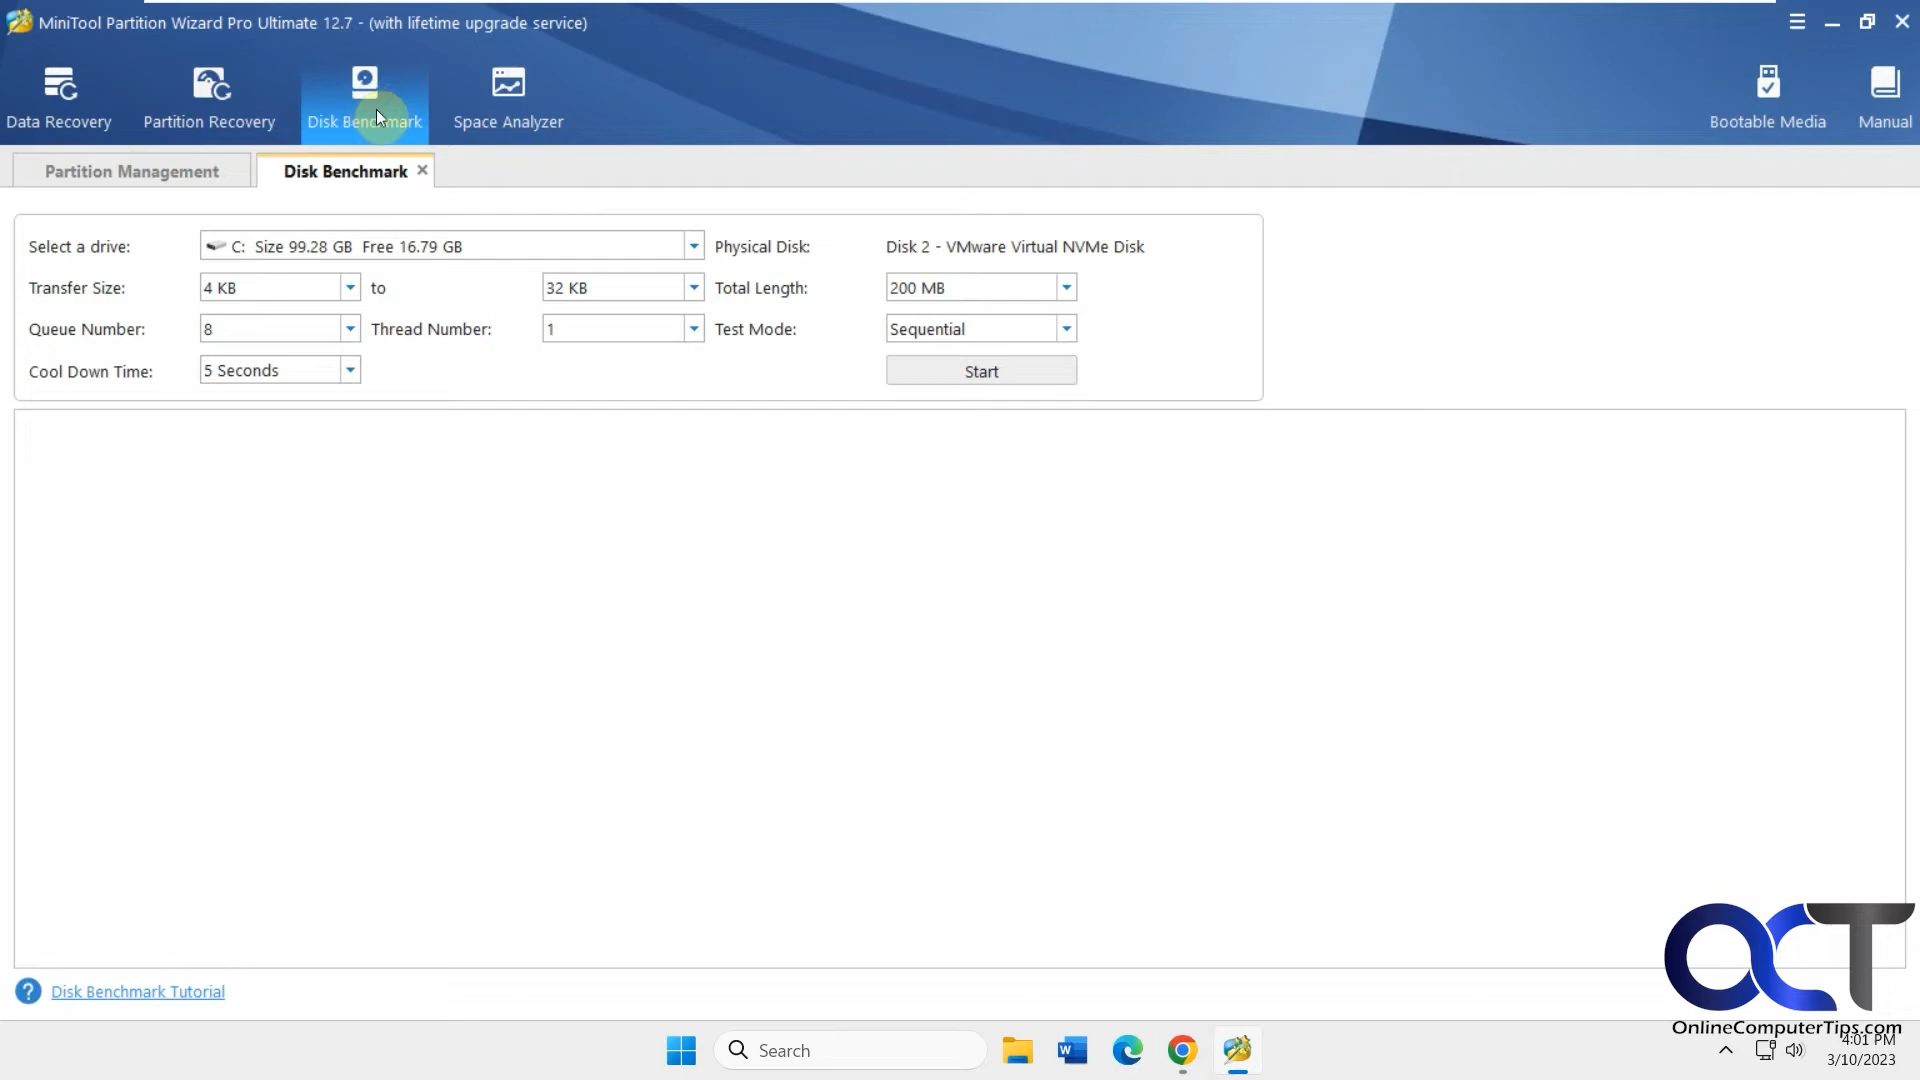 MiniTool Partition Wizard Pro Ultimate 12.7 - (with lifetime upgrade service)
Data Recovery Partition Recovery Disk Benchmark Space Analyzer Bootable Media Manual
Partition Management Disk Benchmark
Select a drive: C: Size 99.28 GB Free 16.79 GB Physical Disk: Disk 2 - VMware Virtual NVMe Disk
Transfer Size: 4 KB to 32 KB Total Length: 200 MB
Queue Number: 8 Thread Number: 1 Test Mode: Sequential
Cool Down Time: 5 Seconds Start
OCT
? Disk Benchmark Tutorial
OnlineComputerTips.com
W Search
4:01 PM
3/10/2023